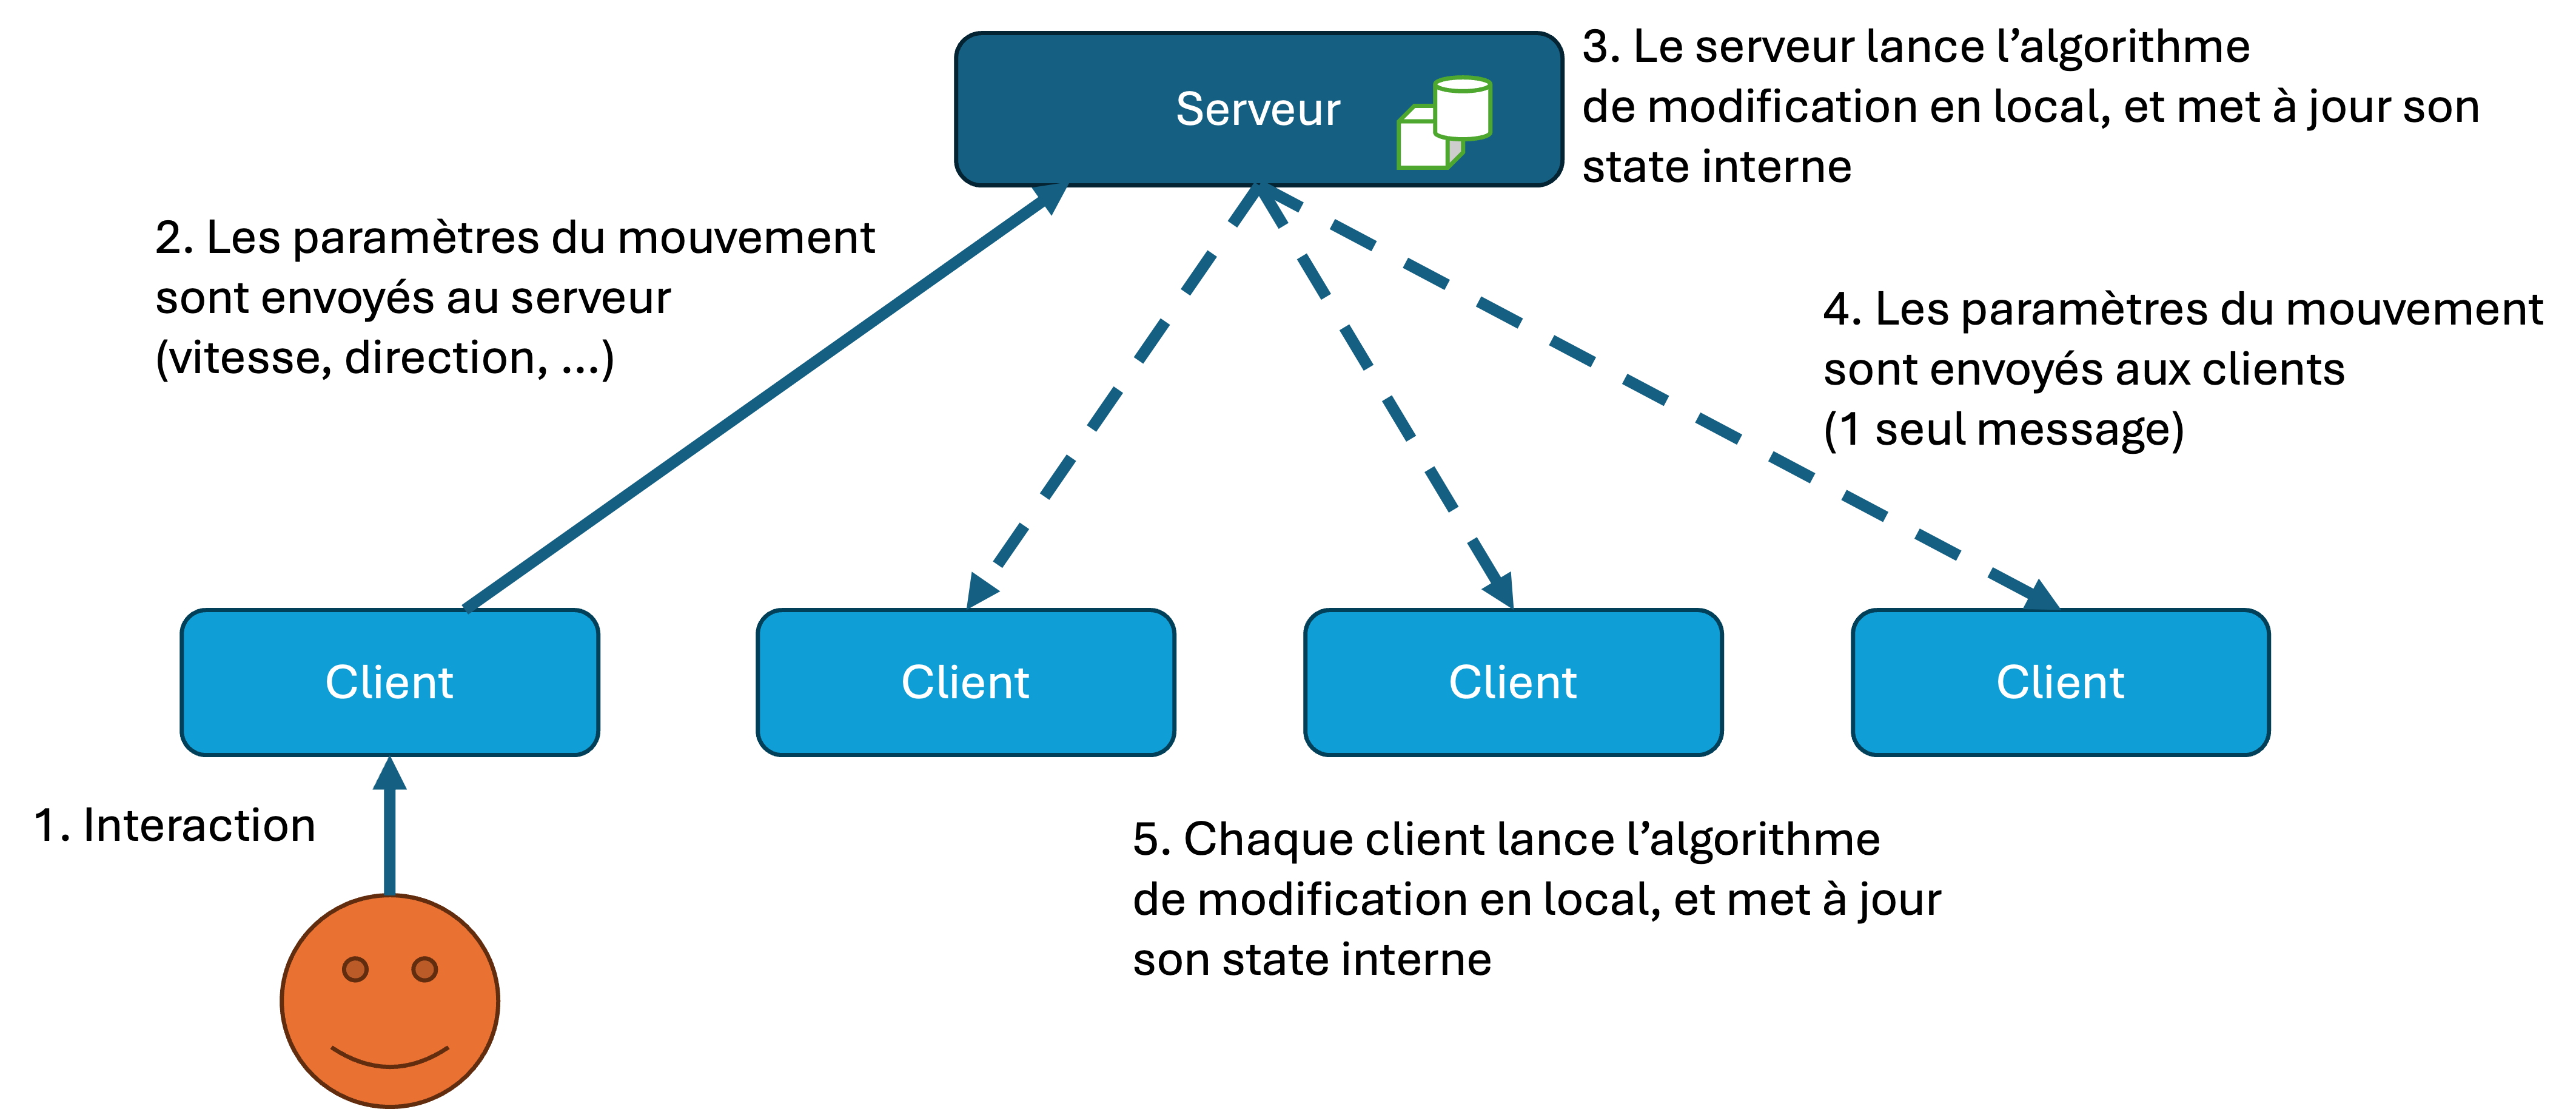 Serveur
3. Le serveur lance l’algorithme
de modification en local, et met à jour son
state interne
2. Les paramètres du mouvement
sont envoyés au serveur
(vitesse, direction, …)
4. Les paramètres du mouvement
sont envoyés aux clients
(1 seul message)
Client
Client
Client
Client
1. Interaction
5. Chaque client lance l’algorithme
de modification en local, et met à jour
son state interne